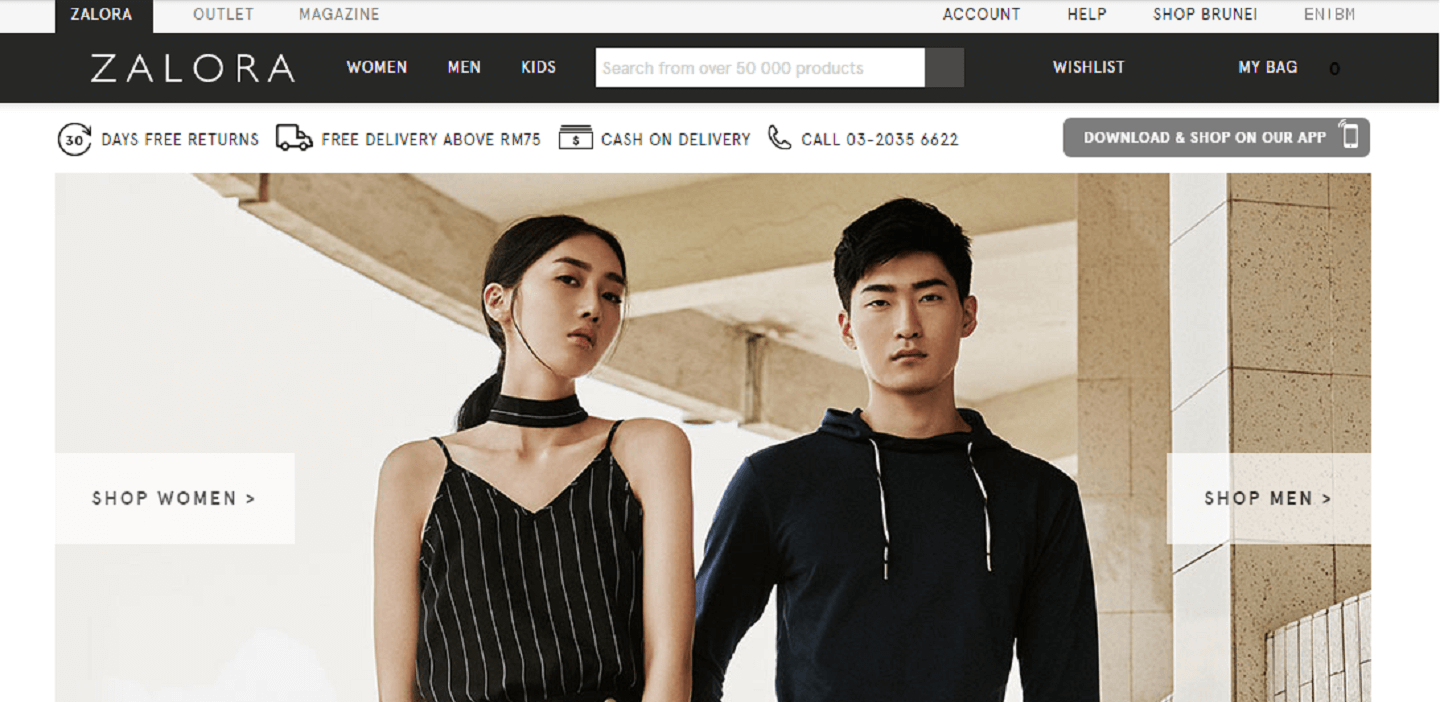 ZALORA OUTLET MAGAZINE ACCOUNT HELP SHOP BRUNEI EN | BM
ZALORA WOMEN MEN KIDS Search from over 50 000 products WISHLIST MY BAG 0
30 DAYS FREE RETURNS FREE DELIVERY ABOVE RM75 $ CASH ON DELIVERY CALL 03-2035 6622 DOWNLOAD & SHOP ON OUR APP
SHOP WOMEN > SHOP MEN >